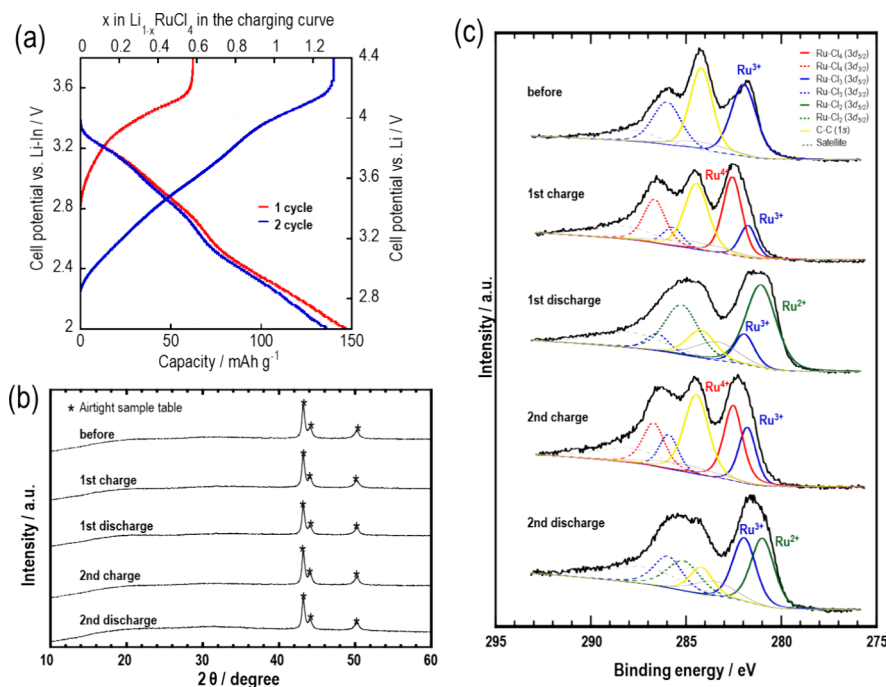 (a)
x in Li1-xRuCl4 in the charging curve
0 0.2 0.4 0.6 0.8 1 1.2
3.6
3.2
2.8
2.4
2
Cell potential vs. Li-In / V
4.4
4
3.6
3.2
2.8
Cell potential vs. Li / V
1 cycle
2 cycle
0 50 100 150
Capacity / mAh g-1
(b)
* Airtight sample table
before
1st charge
1st discharge
2nd charge
2nd discharge
Intensity / a.u.
10 20 30 40 50 60
2 θ / degree
(c)
Ru-Cl4 (3d5/2)
Ru-Cl4 (3d3/2)
Ru-Cl3 (3d5/2)
Ru-Cl3 (3d3/2)
Ru-Cl2 (3d5/2)
Ru-Cl2 (3d3/2)
C-C (1s)
Satellite
before
Ru3+
1st charge
Ru4+
Ru3+
1st discharge
Ru3+
Ru2+
2nd charge
Ru4+
Ru3+
2nd discharge
Ru3+
Ru2+
Intensity / a.u.
295 290 285 280 275
Binding energy / eV